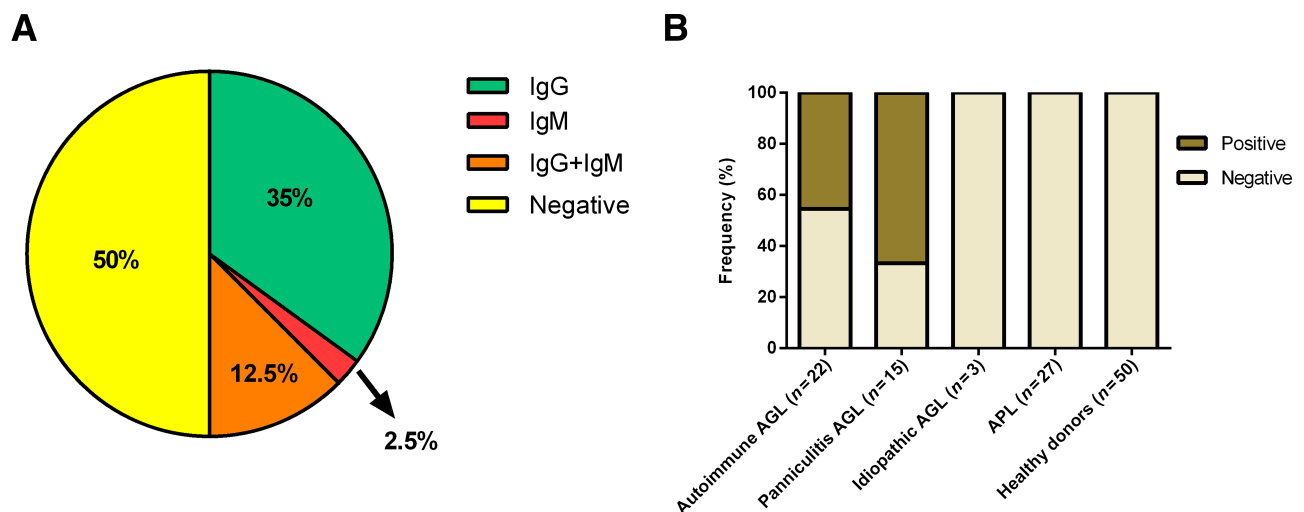 A
35%
50%
12.5%
2.5%
IgG
IgM
IgG+IgM
Negative
B
Frequency (%)
100
80
60
40
20
0
Autoimmune AGL (n=22)
Panniculitis AGL (n=15)
Idiopathic AGL (n=3)
APL (n=27)
Healthy donors (n=50)
Positive
Negative